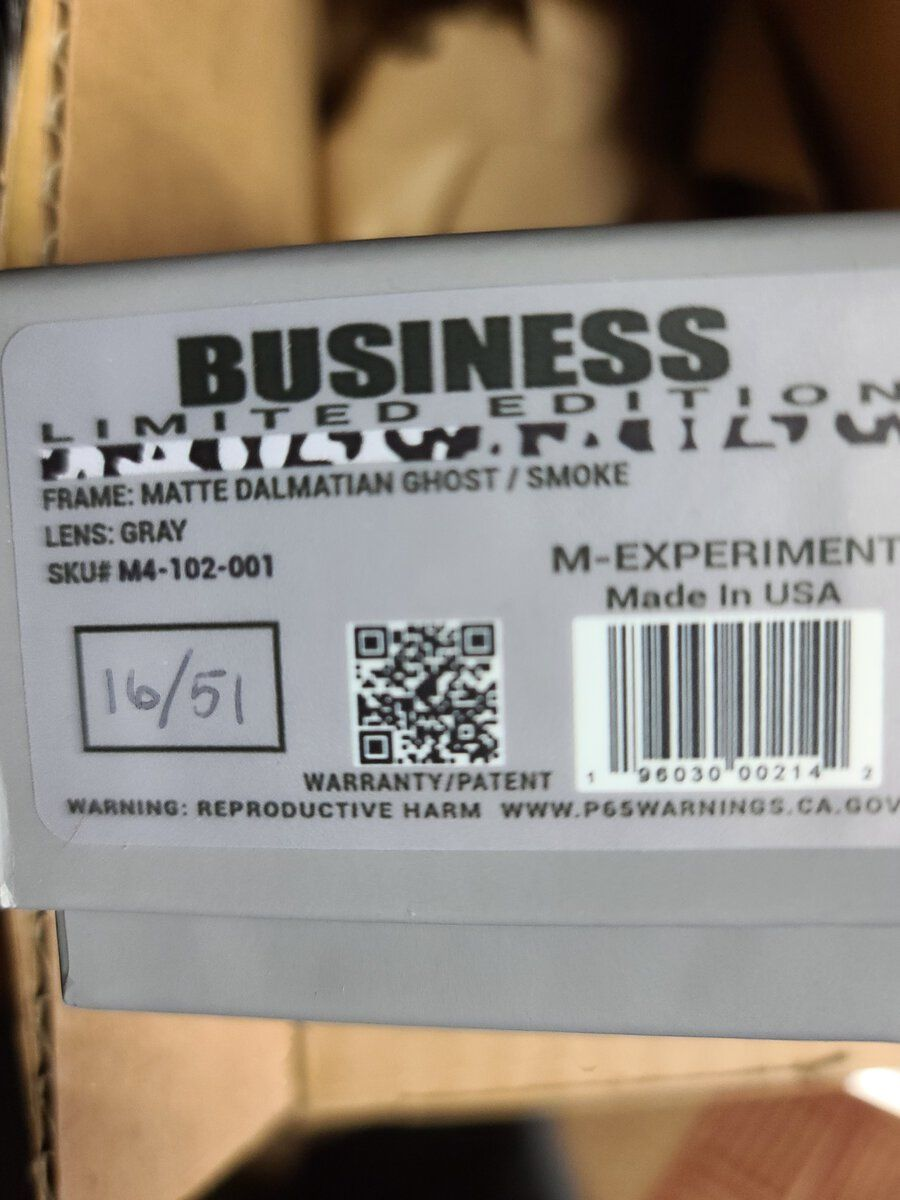 BUSINESS
LIMITED EDITION
FRAME: MATTE DALMATIAN GHOST / SMOKE
LENS: GRAY
SKU# M4-102-001
M-EXPERIMENT
Made In USA
16/51
1 96030 00214 2
WARRANTY/PATENT
WARNING: REPRODUCTIVE HARM WWW.P65WARNINGS.CA.GOV